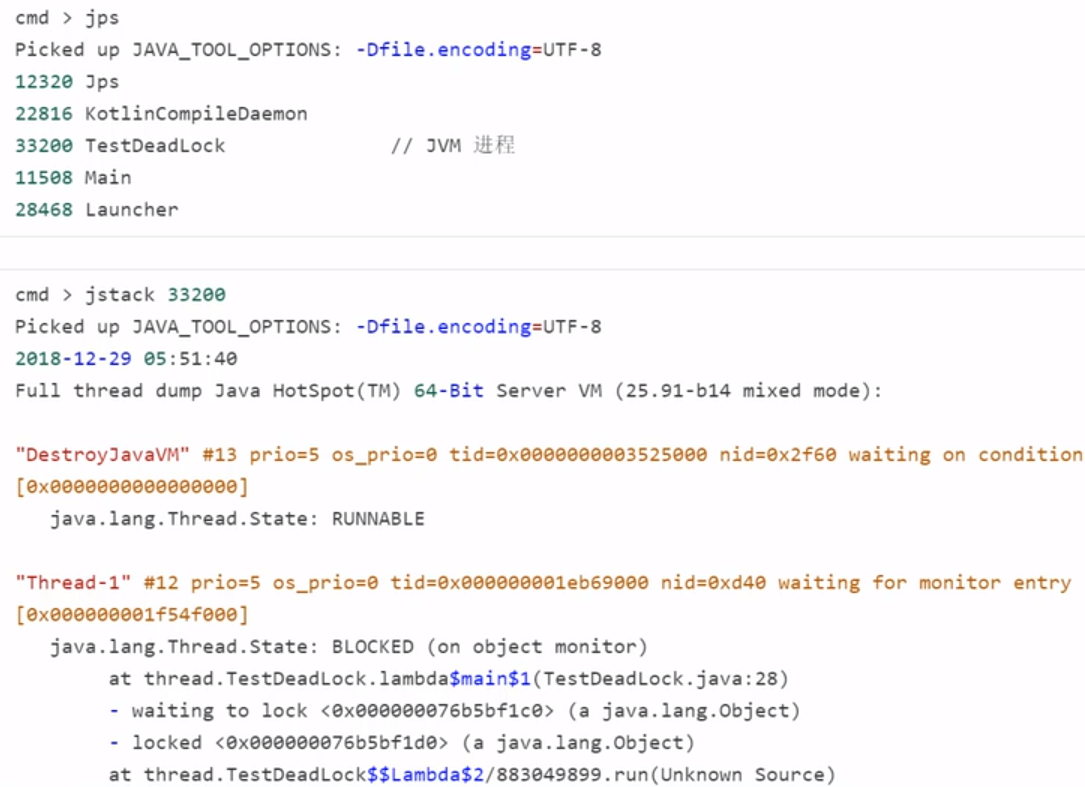 cmd > jps
Picked up JAVA_TOOL_OPTIONS: -Dfile.encoding=UTF-8
12320 Jps
22816 KotlinCompileDaemon
33200 TestDeadLock // JVM 进程
11508 Main
28468 Launcher
cmd > jstack 33200
Picked up JAVA_TOOL_OPTIONS: -Dfile.encoding=UTF-8
2018-12-29 05:51:40
Full thread dump Java HotSpot(TM) 64-Bit Server VM (25.91-b14 mixed mode):
"DestroyJavaVM" #13 prio=5 os_prio=0 tid=0x0000000003525000 nid=0x2f60 waiting on condition
[0x0000000000000000]
java.lang.Thread.State: RUNNABLE
"Thread-1" #12 prio=5 os_prio=0 tid=0x000000001eb69000 nid=0xd40 waiting for monitor entry
[0x000000001f54f000]
java.lang.Thread.State: BLOCKED (on object monitor)
at thread.TestDeadLock.lambda$main$1(TestDeadLock.java:28)
- waiting to lock <0x000000076b5bf1c0> (a java.lang.Object)
- locked <0x000000076b5bf1d0> (a java.lang.Object)
at thread.TestDeadLock$$Lambda$2/883049899.run(Unknown Source)